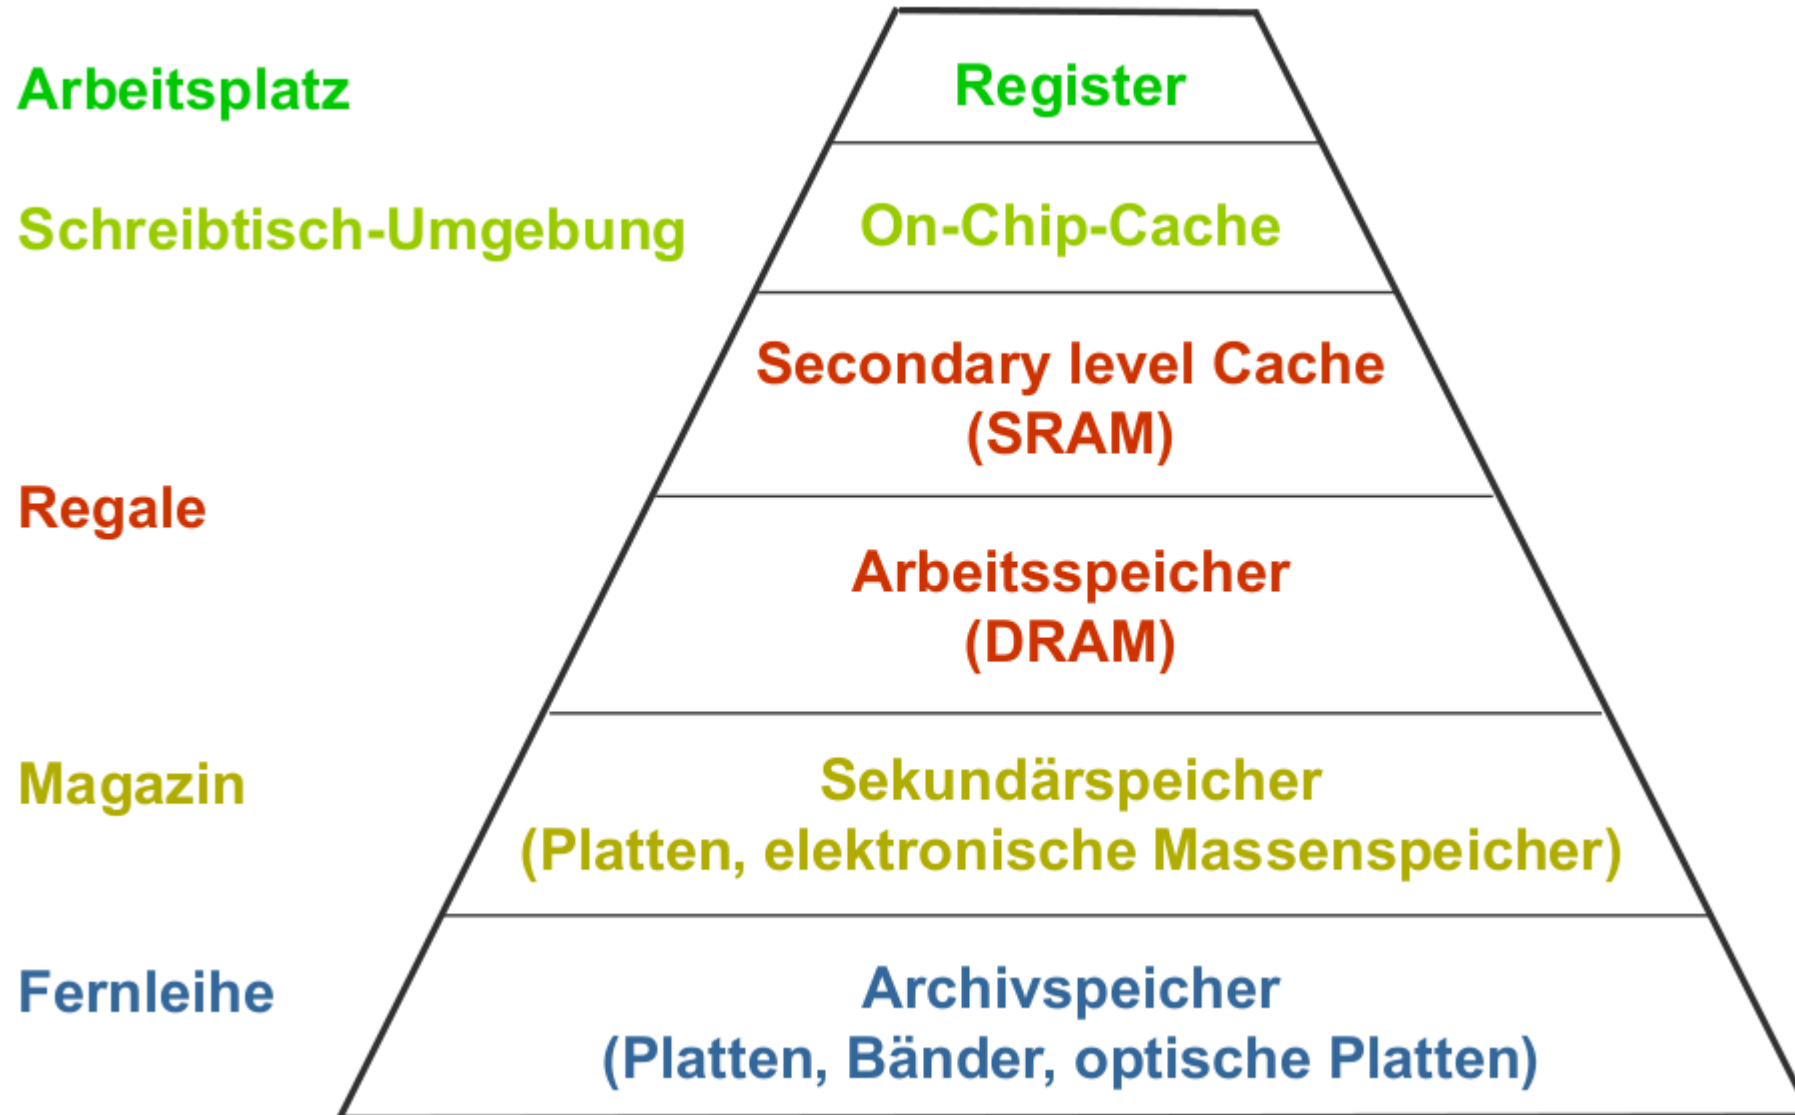 Arbeitsplatz
Register
Schreibtisch-Umgebung
On-Chip-Cache
Secondary level Cache
(SRAM)
Regale
Arbeitsspeicher
(DRAM)
Magazin
Sekundärspeicher
(Platten, elektronische Massenspeicher)
Fernleihe
Archivspeicher
(Platten, Bänder, optische Platten)